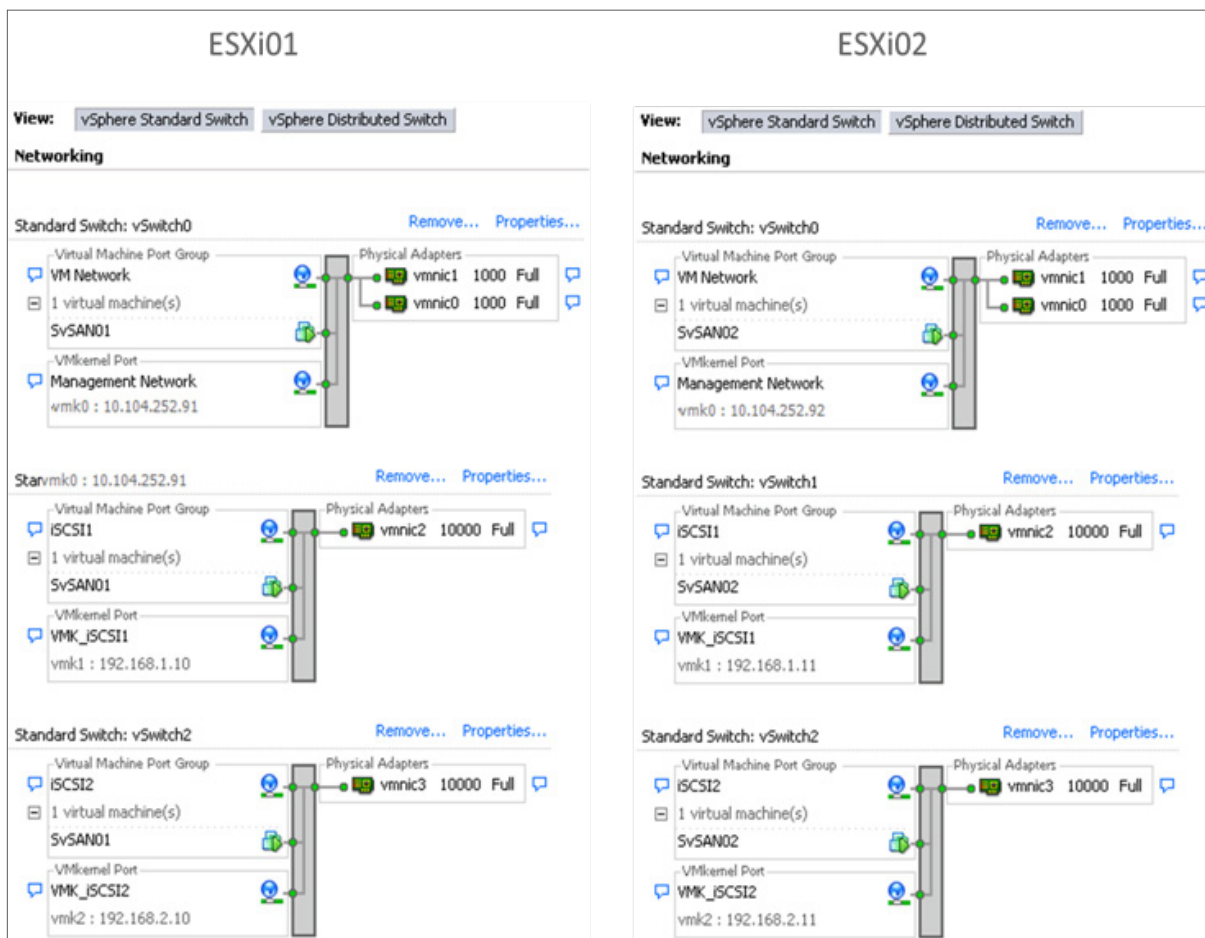 ESXi01
View: vSphere Standard Switch vSphere Distributed Switch
Networking
Standard Switch: vSwitch0 Remove... Properties...
Virtual Machine Port Group Physical Adapters
VM Network vmnic1 1000 Full
1 virtual machine(s) vmnic0 1000 Full
SvSAN01
VMkernel Port
Management Network
vmk0 : 10.104.252.91
Starvmk0 : 10.104.252.91 Remove... Properties...
Virtual Machine Port Group Physical Adapters
iSCSI1 vmnic2 10000 Full
1 virtual machine(s)
SvSAN01
VMkernel Port
VMK_iSCSI1
vmk1 : 192.168.1.10
Standard Switch: vSwitch2 Remove... Properties...
Virtual Machine Port Group Physical Adapters
iSCSI2 vmnic3 10000 Full
1 virtual machine(s)
SvSAN01
VMkernel Port
VMK_iSCSI2
vmk2 : 192.168.2.10
ESXi02
View: vSphere Standard Switch vSphere Distributed Switch
Networking
Standard Switch: vSwitch0 Remove... Properties...
Virtual Machine Port Group Physical Adapters
VM Network vmnic1 1000 Full
1 virtual machine(s) vmnic0 1000 Full
SvSAN02
VMkernel Port
Management Network
vmk0 : 10.104.252.92
Standard Switch: vSwitch1 Remove... Properties...
Virtual Machine Port Group Physical Adapters
iSCSI1 vmnic2 10000 Full
1 virtual machine(s)
SvSAN02
VMkernel Port
VMK_iSCSI1
vmk1 : 192.168.1.11
Standard Switch: vSwitch2 Remove... Properties...
Virtual Machine Port Group Physical Adapters
iSCSI2 vmnic3 10000 Full
1 virtual machine(s)
SvSAN02
VMkernel Port
VMK_iSCSI2
vmk2 : 192.168.2.11